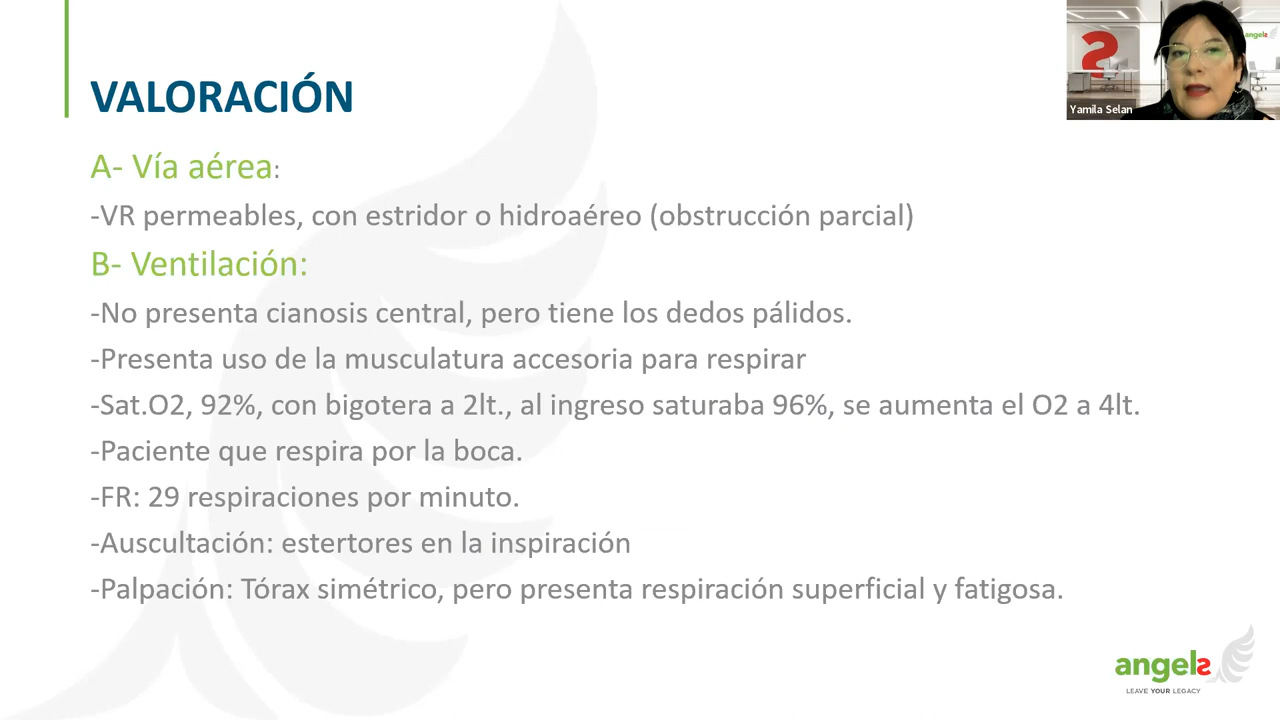 VALORACIÓN
A- Vía aérea:
-VR permeables, con estridor o hidroaéreo (obstrucción parcial)
B- Ventilación:
-No presenta cianosis central, pero tiene los dedos pálidos.
-Presenta uso de la musculatura accesoria para respirar
-Sat.O2, 92%, con bigotera a 2lt., al ingreso saturaba 96%, se aumenta el O2 a 4lt.
-Paciente que respira por la boca.
-FR: 29 respiraciones por minuto.
-Auscultación: estertores en la inspiración
-Palpación: Tórax simétrico, pero presenta respiración superficial y fatigosa.
angels
Yamila Selan
angels
LEAVE YOUR LEGACY